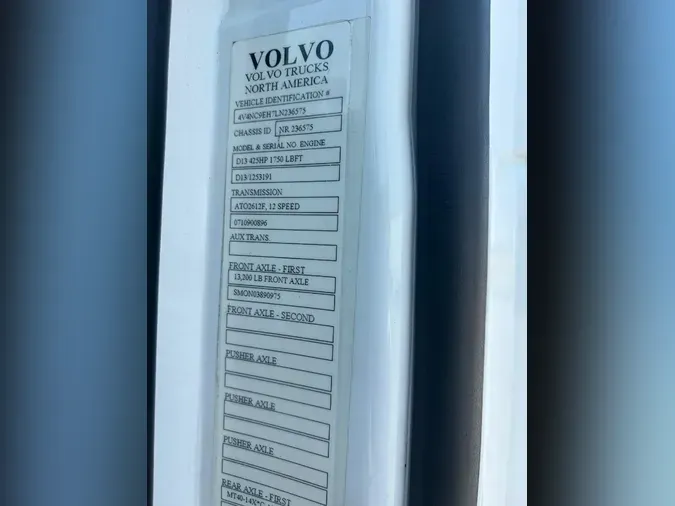 VOLVO
VOLVO TRUCKS
NORTH AMERICA
VEHICLE IDENTIFICATION #
4V4NC9EH7LN236575
CHASSIS ID NR 236575
MODEL & SERIAL NO. ENGINE
D13 425HP 1750 LBFT
D13/1253191
TRANSMISSION
ATO2612F, 12 SPEED
0710900896
AUX TRANS.
FRONT AXLE - FIRST
13,200 LB FRONT AXLE
SMON03890975
FRONT AXLE - SECOND
PUSHER AXLE
PUSHER AXLE
PUSHER AXLE
REAR AXLE - FIRST